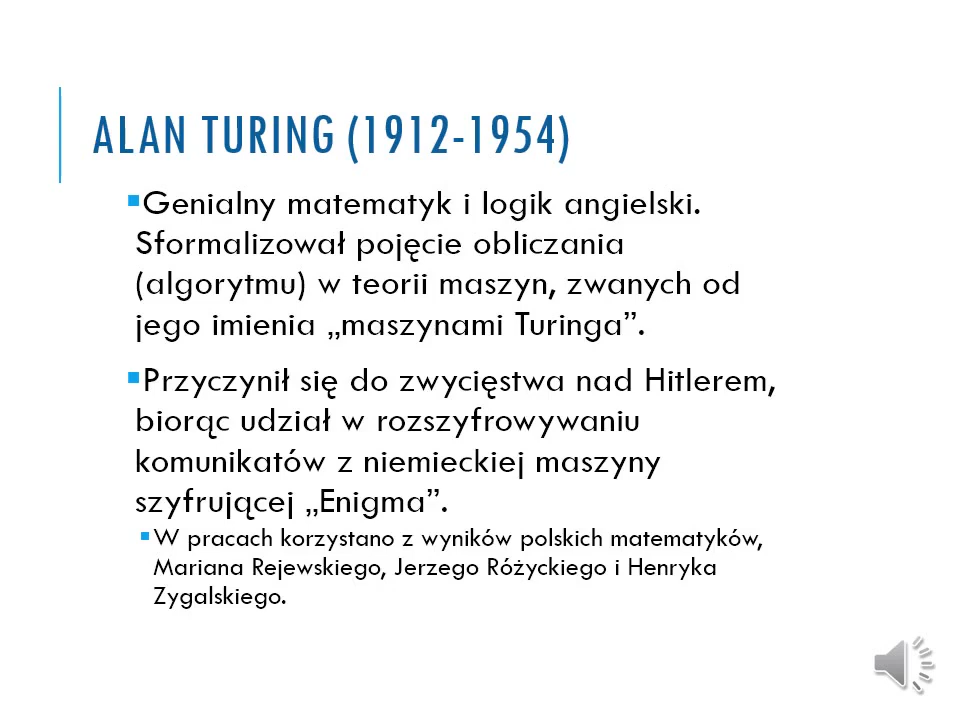 ALAN TURING (1912-1954)
▪Genialny matematyk i logik angielski.
Sformalizował pojęcie obliczania
(algorytmu) w teorii maszyn, zwanych od
jego imienia „maszynami Turinga”.
▪Przyczynił się do zwycięstwa nad Hitlerem,
biorąc udział w rozszyfrowywaniu
komunikatów z niemieckiej maszyny
szyfrującej „Enigma”.
▪W pracach korzystano z wyników polskich matematyków,
Mariana Rejewskiego, Jerzego Różyckiego i Henryka
Zygalskiego.